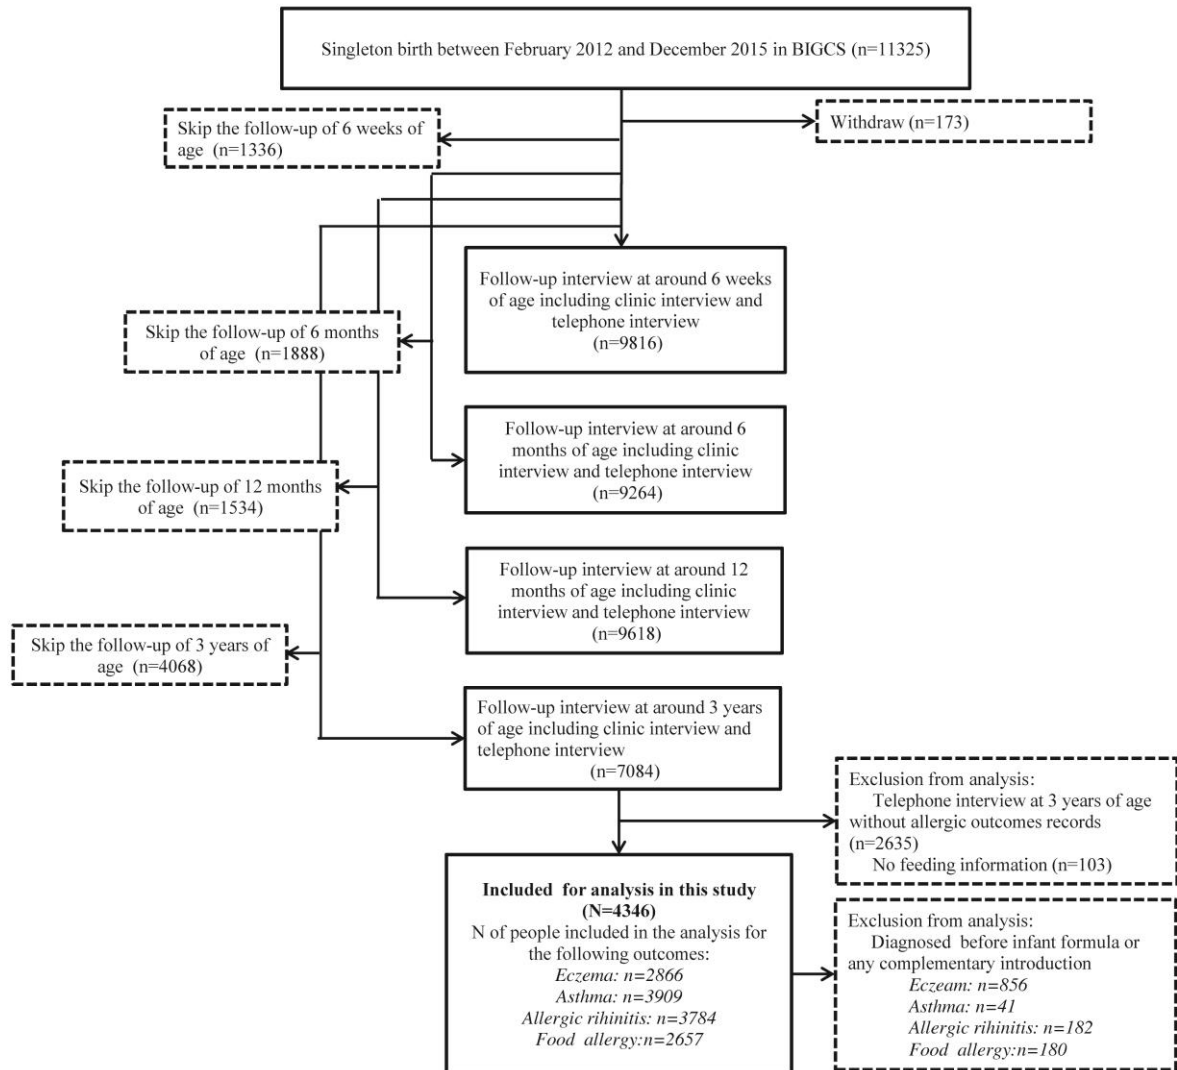 Singleton birth between February 2012 and December 2015 in BIGCS (n=11325)
Skip the follow-up of 6 weeks of
age (n=1336)
Withdraw (n=173)
Follow-up interview at around 6 weeks
of age including clinic interview and
telephone interview
(n=9816)
Skip the follow-up of 6 months
of age (n=1888)
Follow-up interview at around 6
months of age including clinic
interview and telephone interview
(n=9264)
Skip the follow-up of 12 months
of age (n=1534)
Follow-up interview at around 12
months of age including clinic
interview and telephone interview
(n=9618)
Skip the follow-up of 3 years of
age (n=4068)
Follow-up interview at around 3 years
of age including clinic interview and
telephone interview
(n=7084)
Exclusion from analysis:
Telephone interview at 3 years of age
without allergic outcomes records
(n=2635)
No feeding information (n=103)
Included for analysis in this study
(N=4346)
N of people included in the analysis for
the following outcomes:
Eczema: n=2866
Asthma: n=3909
Allergic rihinitis: n=3784
Food allergy:n=2657
Exclusion from analysis:
Diagnosed before infant formula or
any complementary introduction
Eczeam: n=856
Asthma: n=41
Allergic rihinitis: n=182
Food allergy:n=180